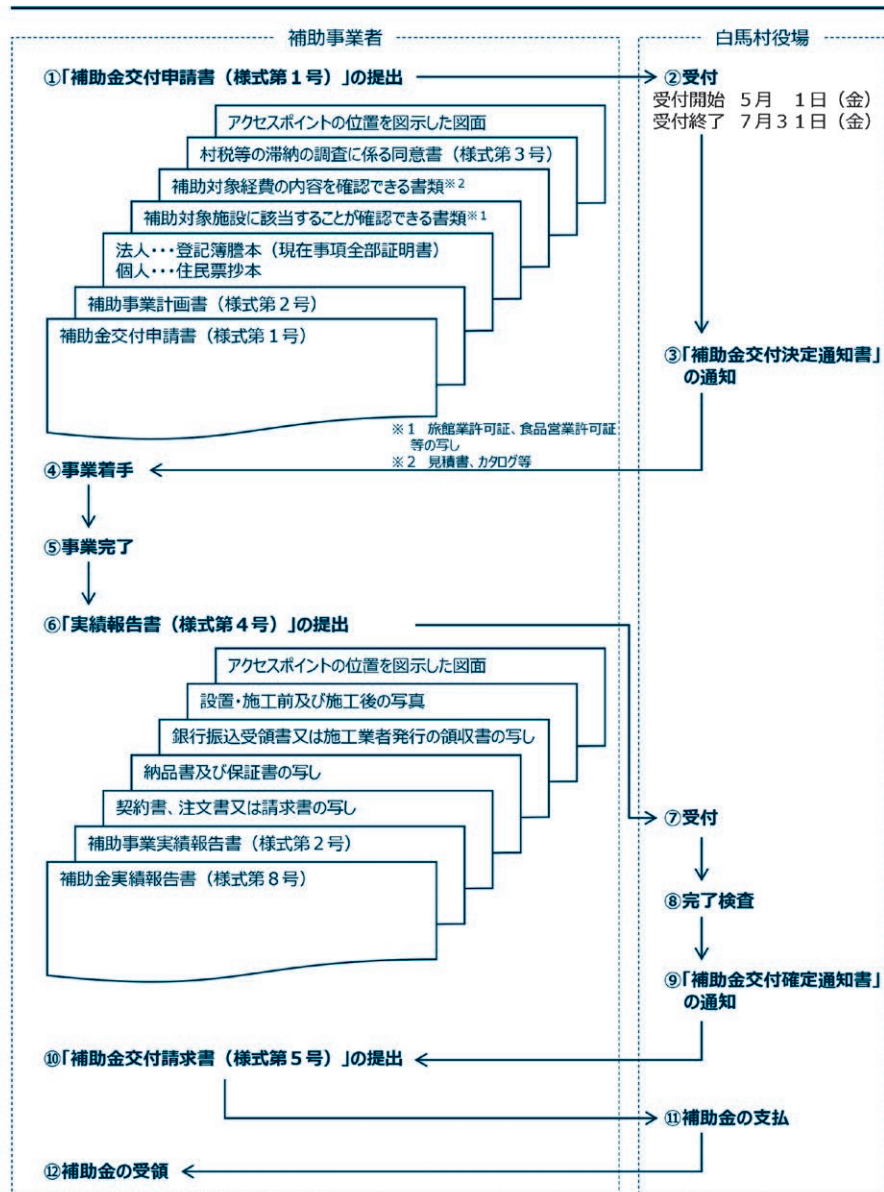 補助事業者
白馬村役場
①「補助金交付申請書（様式第１号）」の提出
②受付
受付開始 ５月 １日（金）
受付終了 ７月３１日（金）
アクセスポイントの位置を図示した図面
村税等の滞納の調査に係る同意書（様式第３号）
補助対象経費の内容を確認できる書類※2
補助対象施設に該当することが確認できる書類※1
法人・・・登記簿謄本（現在事項全部証明書）
個人・・・住民票抄本
補助事業計画書（様式第２号）
補助金交付申請書（様式第１号）
③「補助金交付決定通知書」
の通知
※１ 旅館業許可証、食品営業許可証
等の写し
※２ 見積書、カタログ等
④事業着手
⑤事業完了
⑥「実績報告書（様式第４号）」の提出
アクセスポイントの位置を図示した図面
設置・施工前及び施工後の写真
銀行振込受領書又は施工業者発行の領収書の写し
納品書及び保証書の写し
契約書、注文書又は請求書の写し
補助事業実績報告書（様式第２号）
補助金実績報告書（様式第８号）
⑦受付
⑧完了検査
⑨「補助金交付確定通知書」
の通知
⑩「補助金交付請求書（様式第５号）」の提出
⑪補助金の支払
⑫補助金の受領